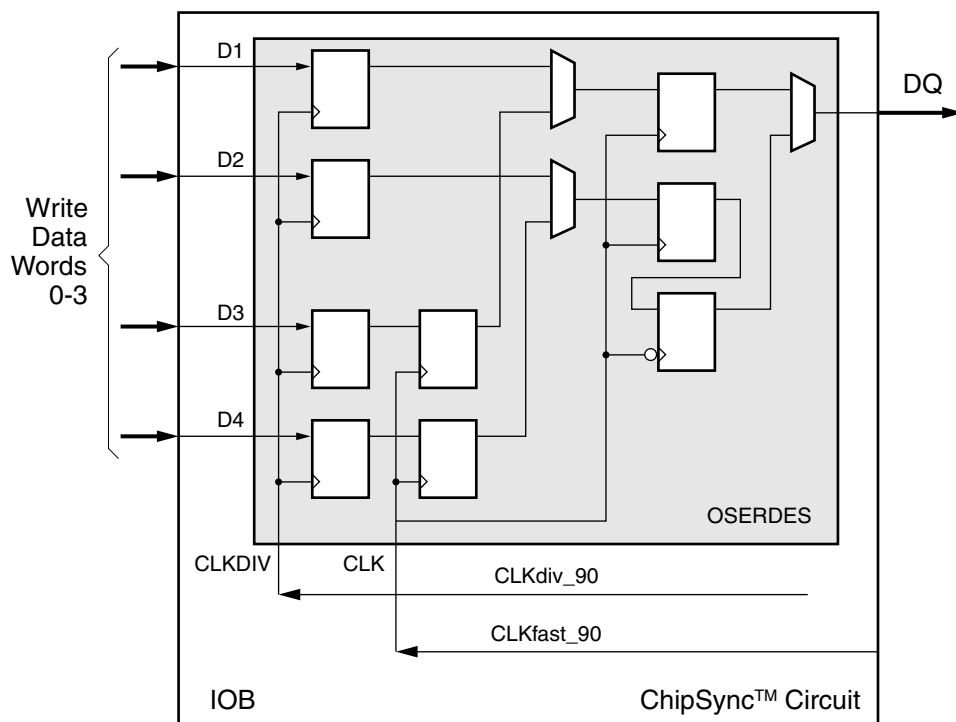 D1
DQ
D2
Write
Data
Words
0-3
D3
D4
OSERDES
CLKDIV
CLK
CLKdiv_90
CLKfast_90
IOB
ChipSync™ Circuit